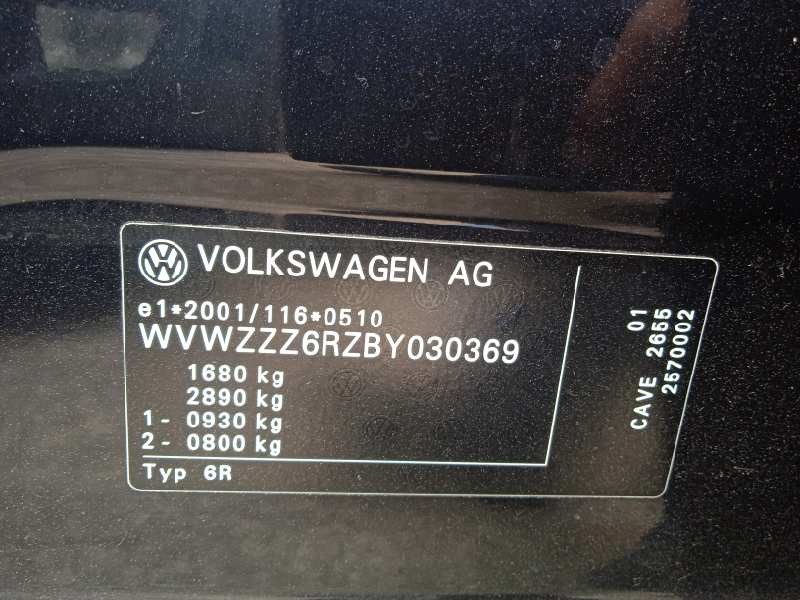 VOLKSWAGEN AG
e1*2001/116*0510
WVWZZZ6RZBY030369
1680 kg
2890 kg
1- 0930 kg
2- 0800 kg
Typ 6R
01
CAVE 2655
2570002